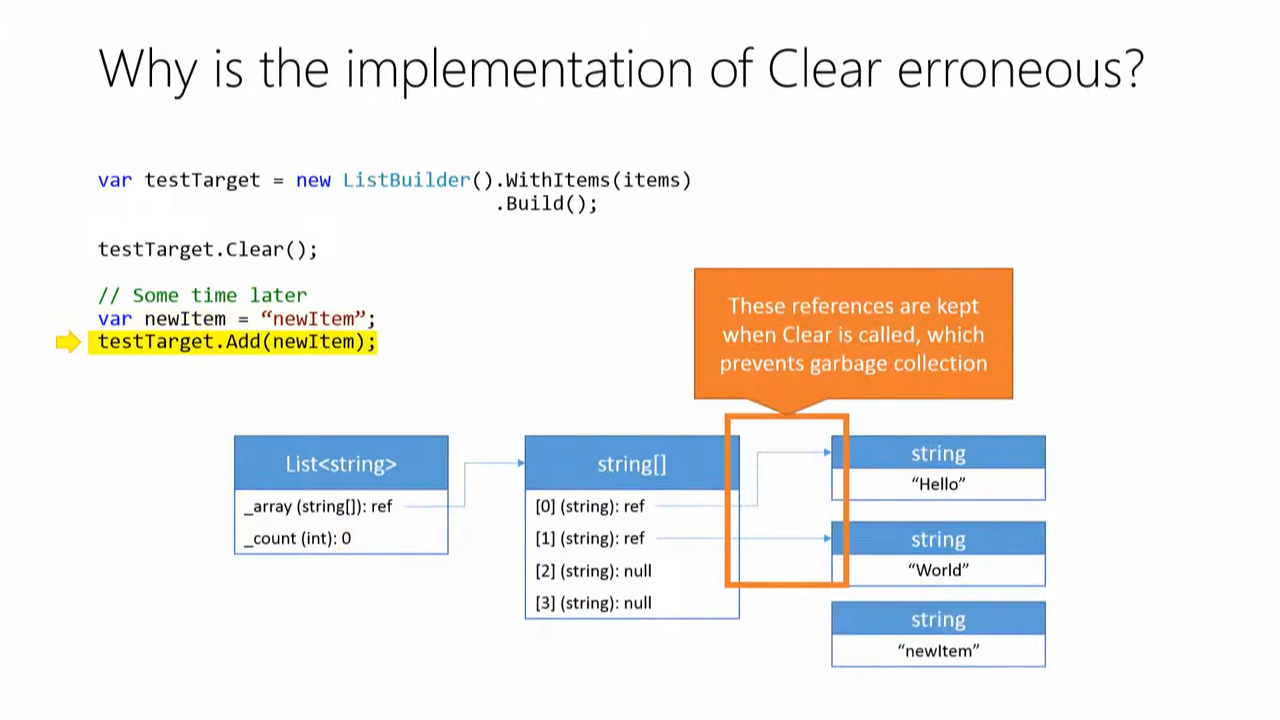 Why is the implementation of Clear erroneous?
var testTarget = new ListBuilder().WithItems(items)
.Build();
testTarget.Clear();
// Some time later
var newItem = “newItem”;
testTarget.Add(newItem);
These references are kept
when Clear is called, which
prevents garbage collection
List<string>
_array (string[]): ref
_count (int): 0
string[]
[0] (string): ref
[1] (string): ref
[2] (string): null
[3] (string): null
string
“Hello”
string
“World”
string
“newItem”